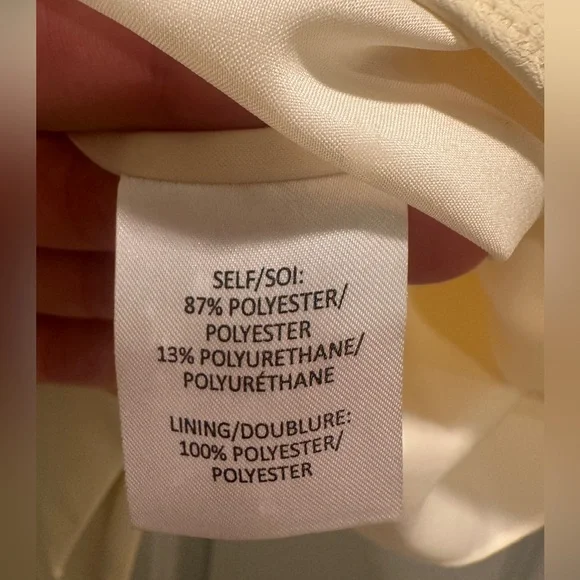 SELF/SOI:
87% POLYESTER/
POLYESTER
13% POLYURETHANE/
POLYURÉTHANE
LINING/DOUBLURE:
100% POLYESTER/
POLYESTER